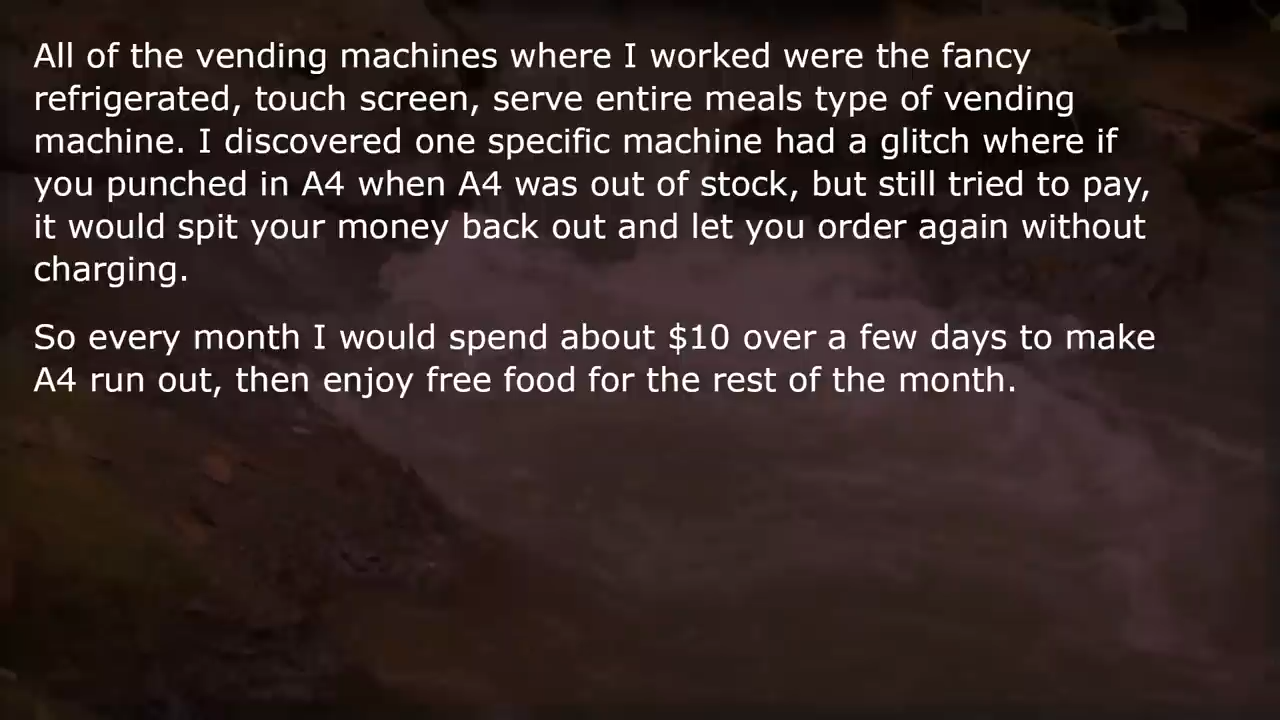 All of the vending machines where I worked were the fancy
refrigerated, touch screen, serve entire meals type of vending
machine. I discovered one specific machine had a glitch where if
you punched in A4 when A4 was out of stock, but still tried to pay,
it would spit your money back out and let you order again without
charging.
So every month I would spend about $10 over a few days to make
A4 run out, then enjoy free food for the rest of the month.